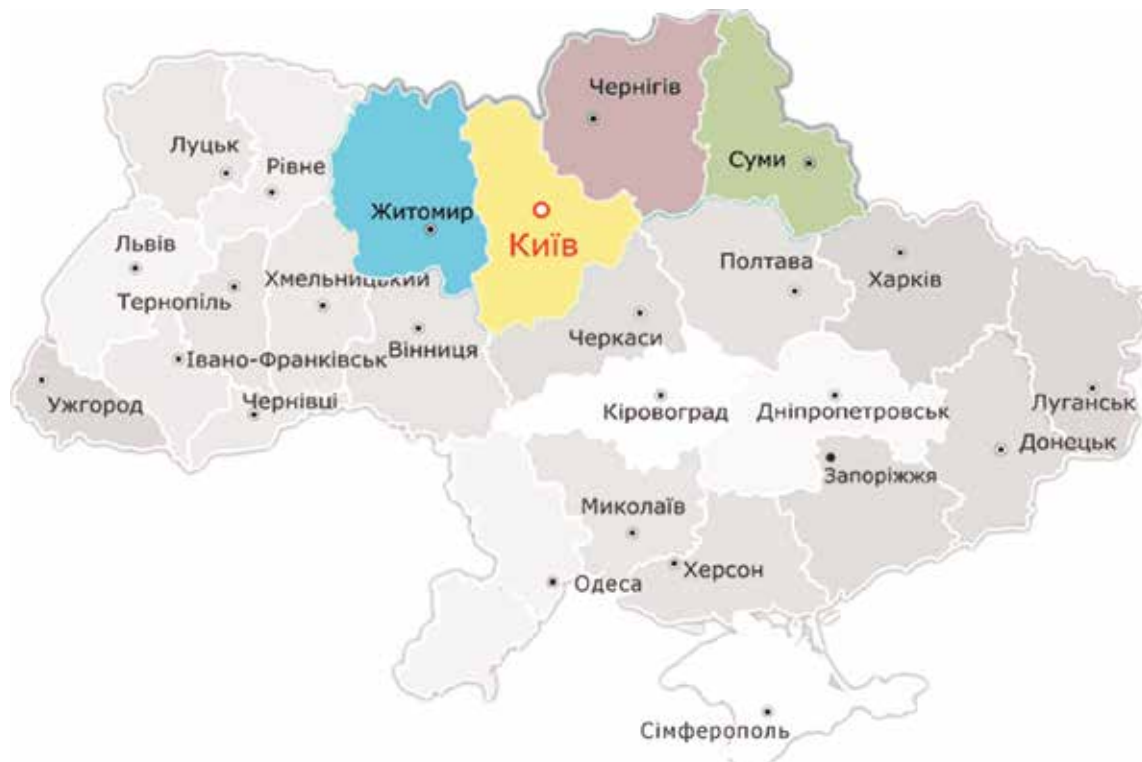 Чернігів
Луцьк
Рівне
Суми
Житомир
Київ
Львів
Полтава
Харків
Хмельницький
Тернопіль
Черкаси
Вінниця
Івано-Франківськ
Ужгород
Чернівці
Кіровоград
Дніпропетровськ
Луганськ
Донецьк
Запоріжжя
Миколаїв
Херсон
Одеса
Сімферополь